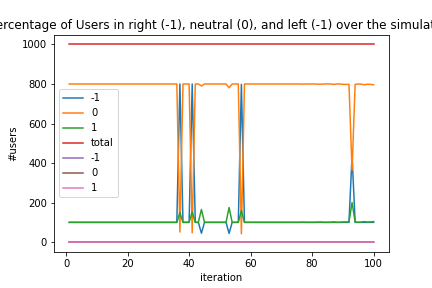 ercentage of Users in right (-1), neutral (0), and left (-1) over the simulat
1000
800
600
400
200
0
#users
-1
0
1
total
-1
0
1
0 20 40 60 80 100
iteration